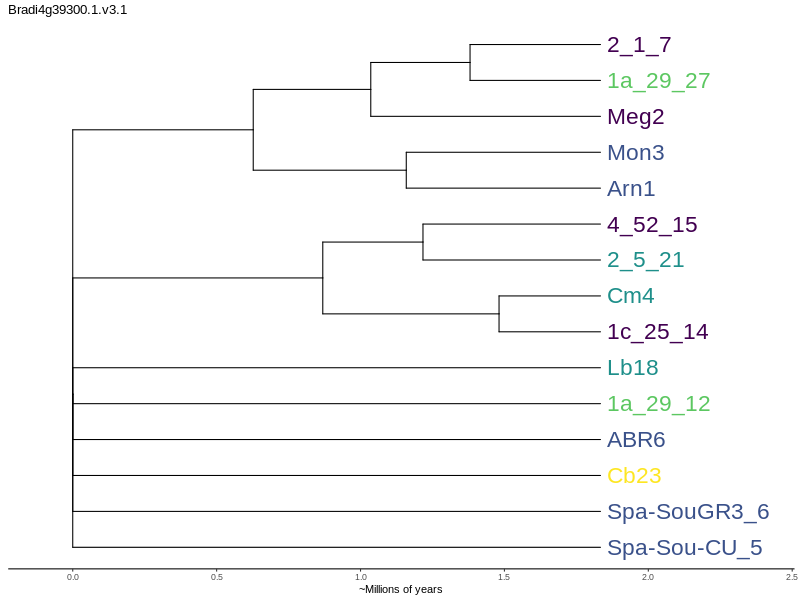 Bradi4g39300.1.v3.1
2_1_7
1a_29_27
Meg2
Mon3
Arn1
4_52_15
2_5_21
Cm4
1c_25_14
Lb18
1a_29_12
ABR6
Cb23
Spa-SouGR3_6
Spa-Sou-CU_5
0.0 0.5 1.0 1.5 2.0 2.5
~Millions of years